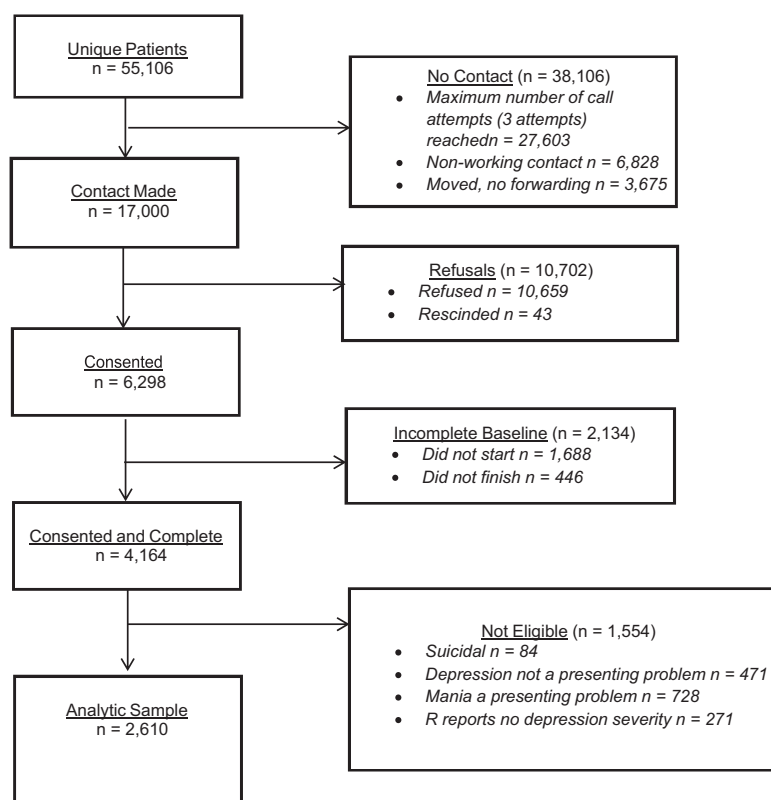 Unique Patients
n = 55,106
No Contact (n = 38,106)
• Maximum number of call
attempts (3 attempts)
reachedn = 27,603
• Non-working contact n = 6,828
• Moved, no forwarding n = 3,675
Contact Made
n = 17,000
Refusals (n = 10,702)
• Refused n = 10,659
• Rescinded n = 43
Consented
n = 6,298
Incomplete Baseline (n = 2,134)
• Did not start n = 1,688
• Did not finish n = 446
Consented and Complete
n = 4,164
Not Eligible (n = 1,554)
• Suicidal n = 84
• Depression not a presenting problem n = 471
• Mania a presenting problem n = 728
• R reports no depression severity n = 271
Analytic Sample
n = 2,610